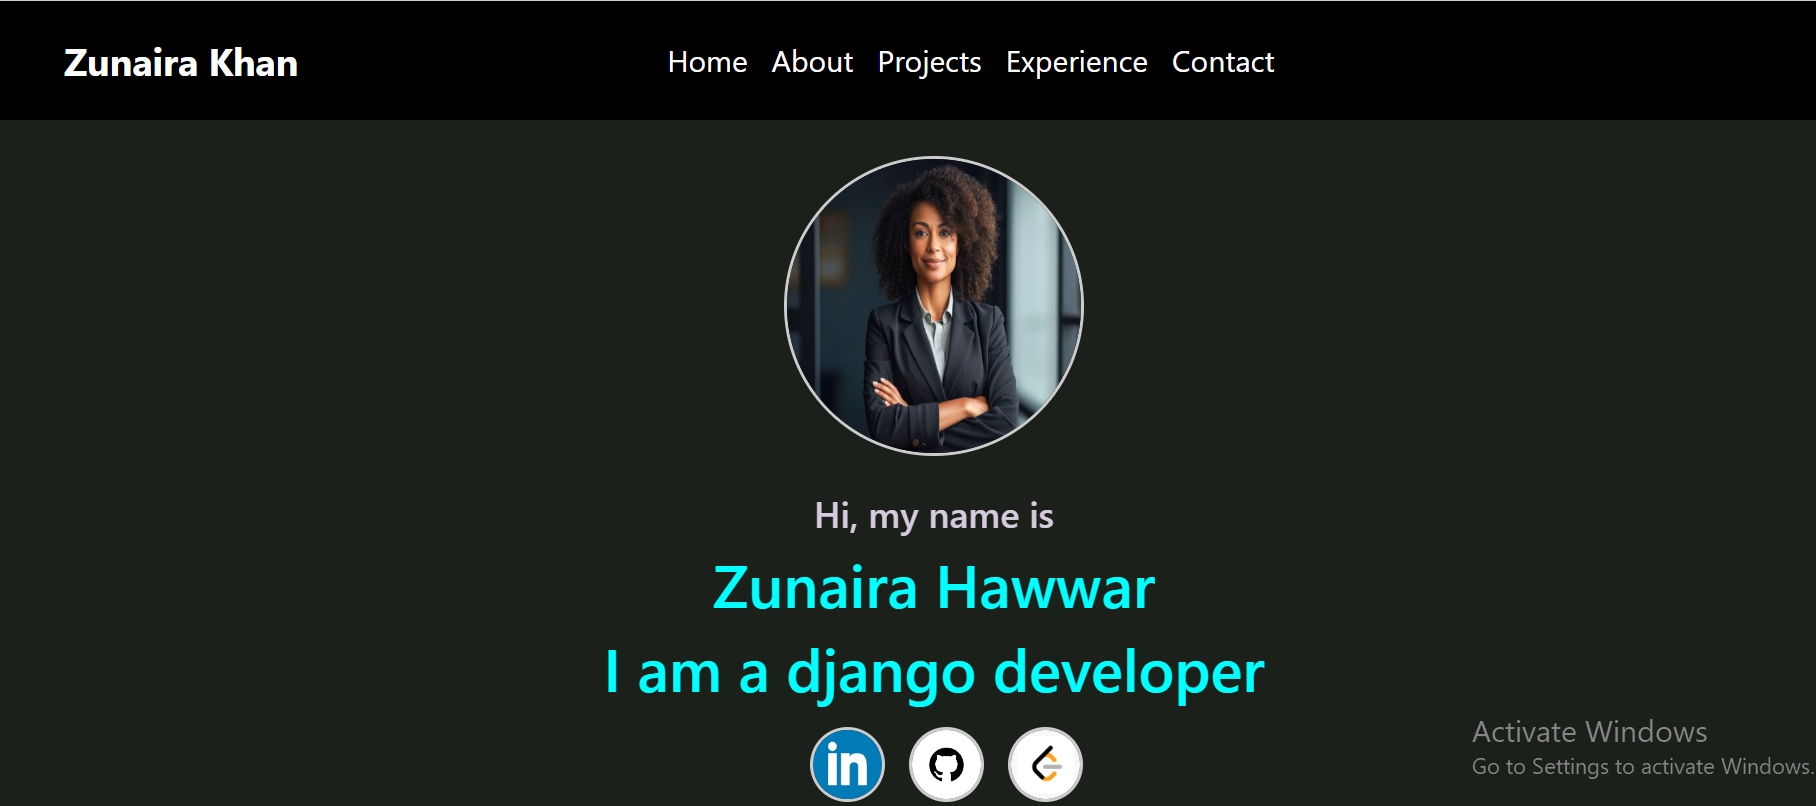 Zunaira Khan
Home About Projects Experience Contact
Hi, my name is
Zunaira Hawwar
I am a django developer
in
Activate Windows
Go to Settings to activate Windows.